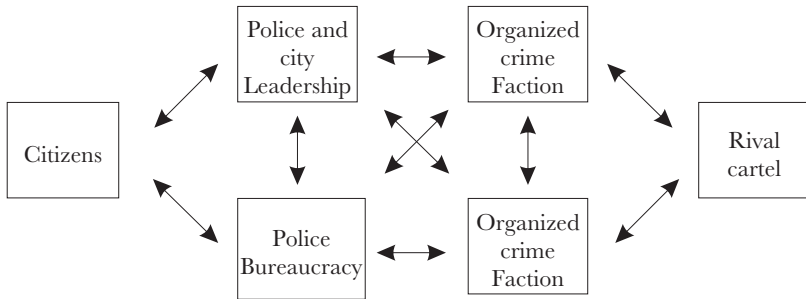 Police and
city
Leadership
Organized
crime
Faction
Citizens
Rival
cartel
Police
Bureaucracy
Organized
crime
Faction